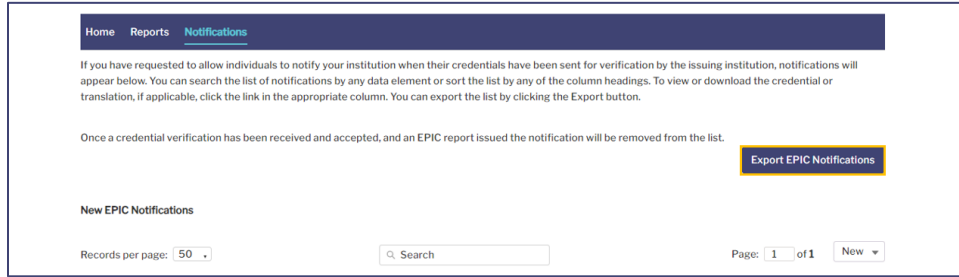 Home Reports Notifications
If you have requested to allow individuals to notify your institution when their credentials have been sent for verification by the issuing institution, notifications will
appear below. You can search the list of notifications by any data element or sort the list by any of the column headings. To view or download the credential or
translation, if applicable, click the link in the appropriate column. You can export the list by clicking the Export button.
Once a credential verification has been received and accepted, and an EPIC report issued the notification will be removed from the list.
Export EPIC Notifications
New EPIC Notifications
Records per page: 50 Search Page: 1 of 1 New